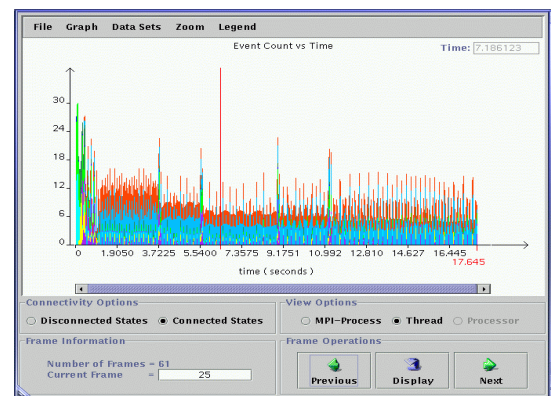 File Graph Data Sets Zoom Legend
Event Count vs Time
Time: 7.186123
30
24
18
12
6
0
0 1.9050 3.7225 5.5400 7.3575 9.1751 10.992 12.810 14.627 16.445
17.645
time ( seconds )
Connectivity Options
Disconnected States Connected States
View Options
MPI-Process Thread Processor
Frame Information
Number of Frames = 61
Current Frame = 25
Frame Operations
Previous Display Next